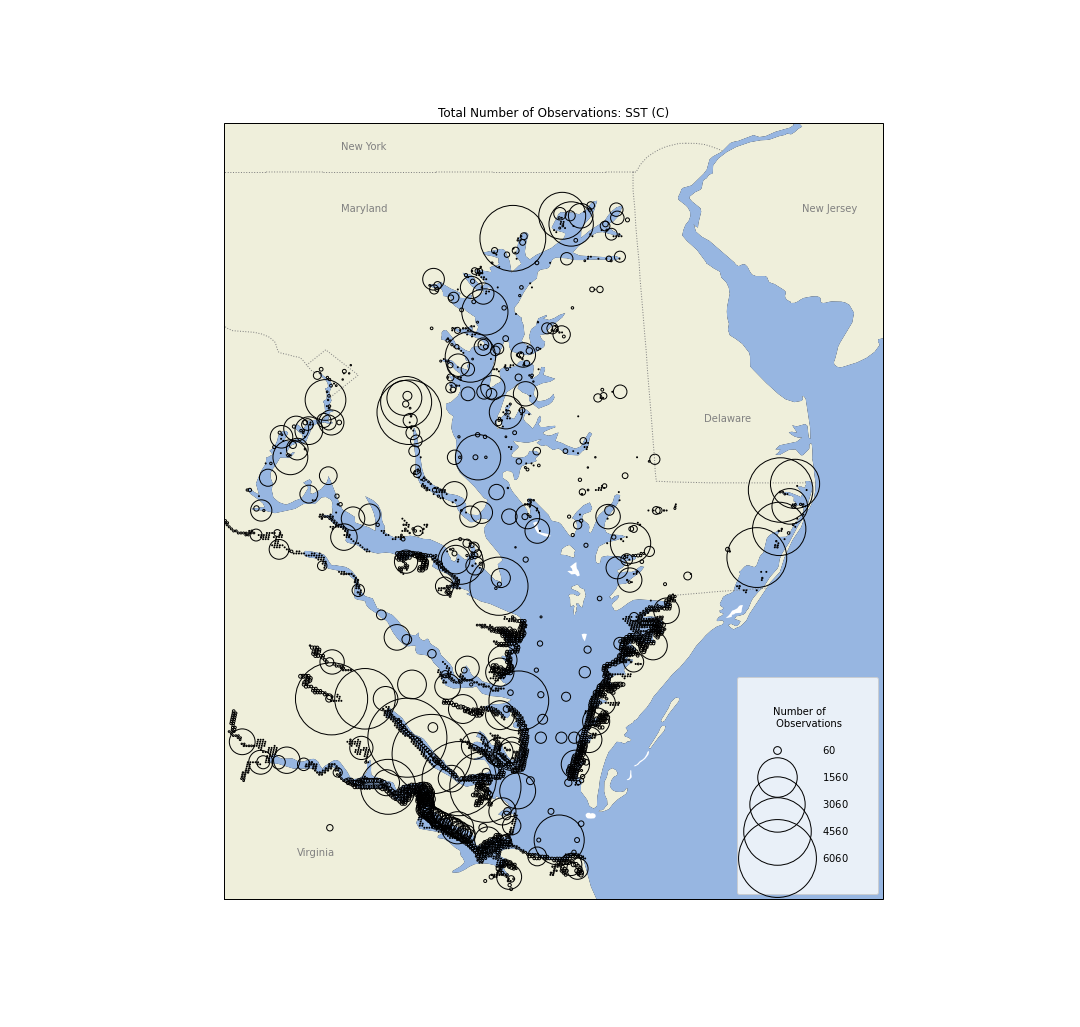 Total Number of Observations: SST (C)
New York
Maryland
New Jersey
Delaware
Number of
Observations
60
1560
3060
4560
6060
Virginia